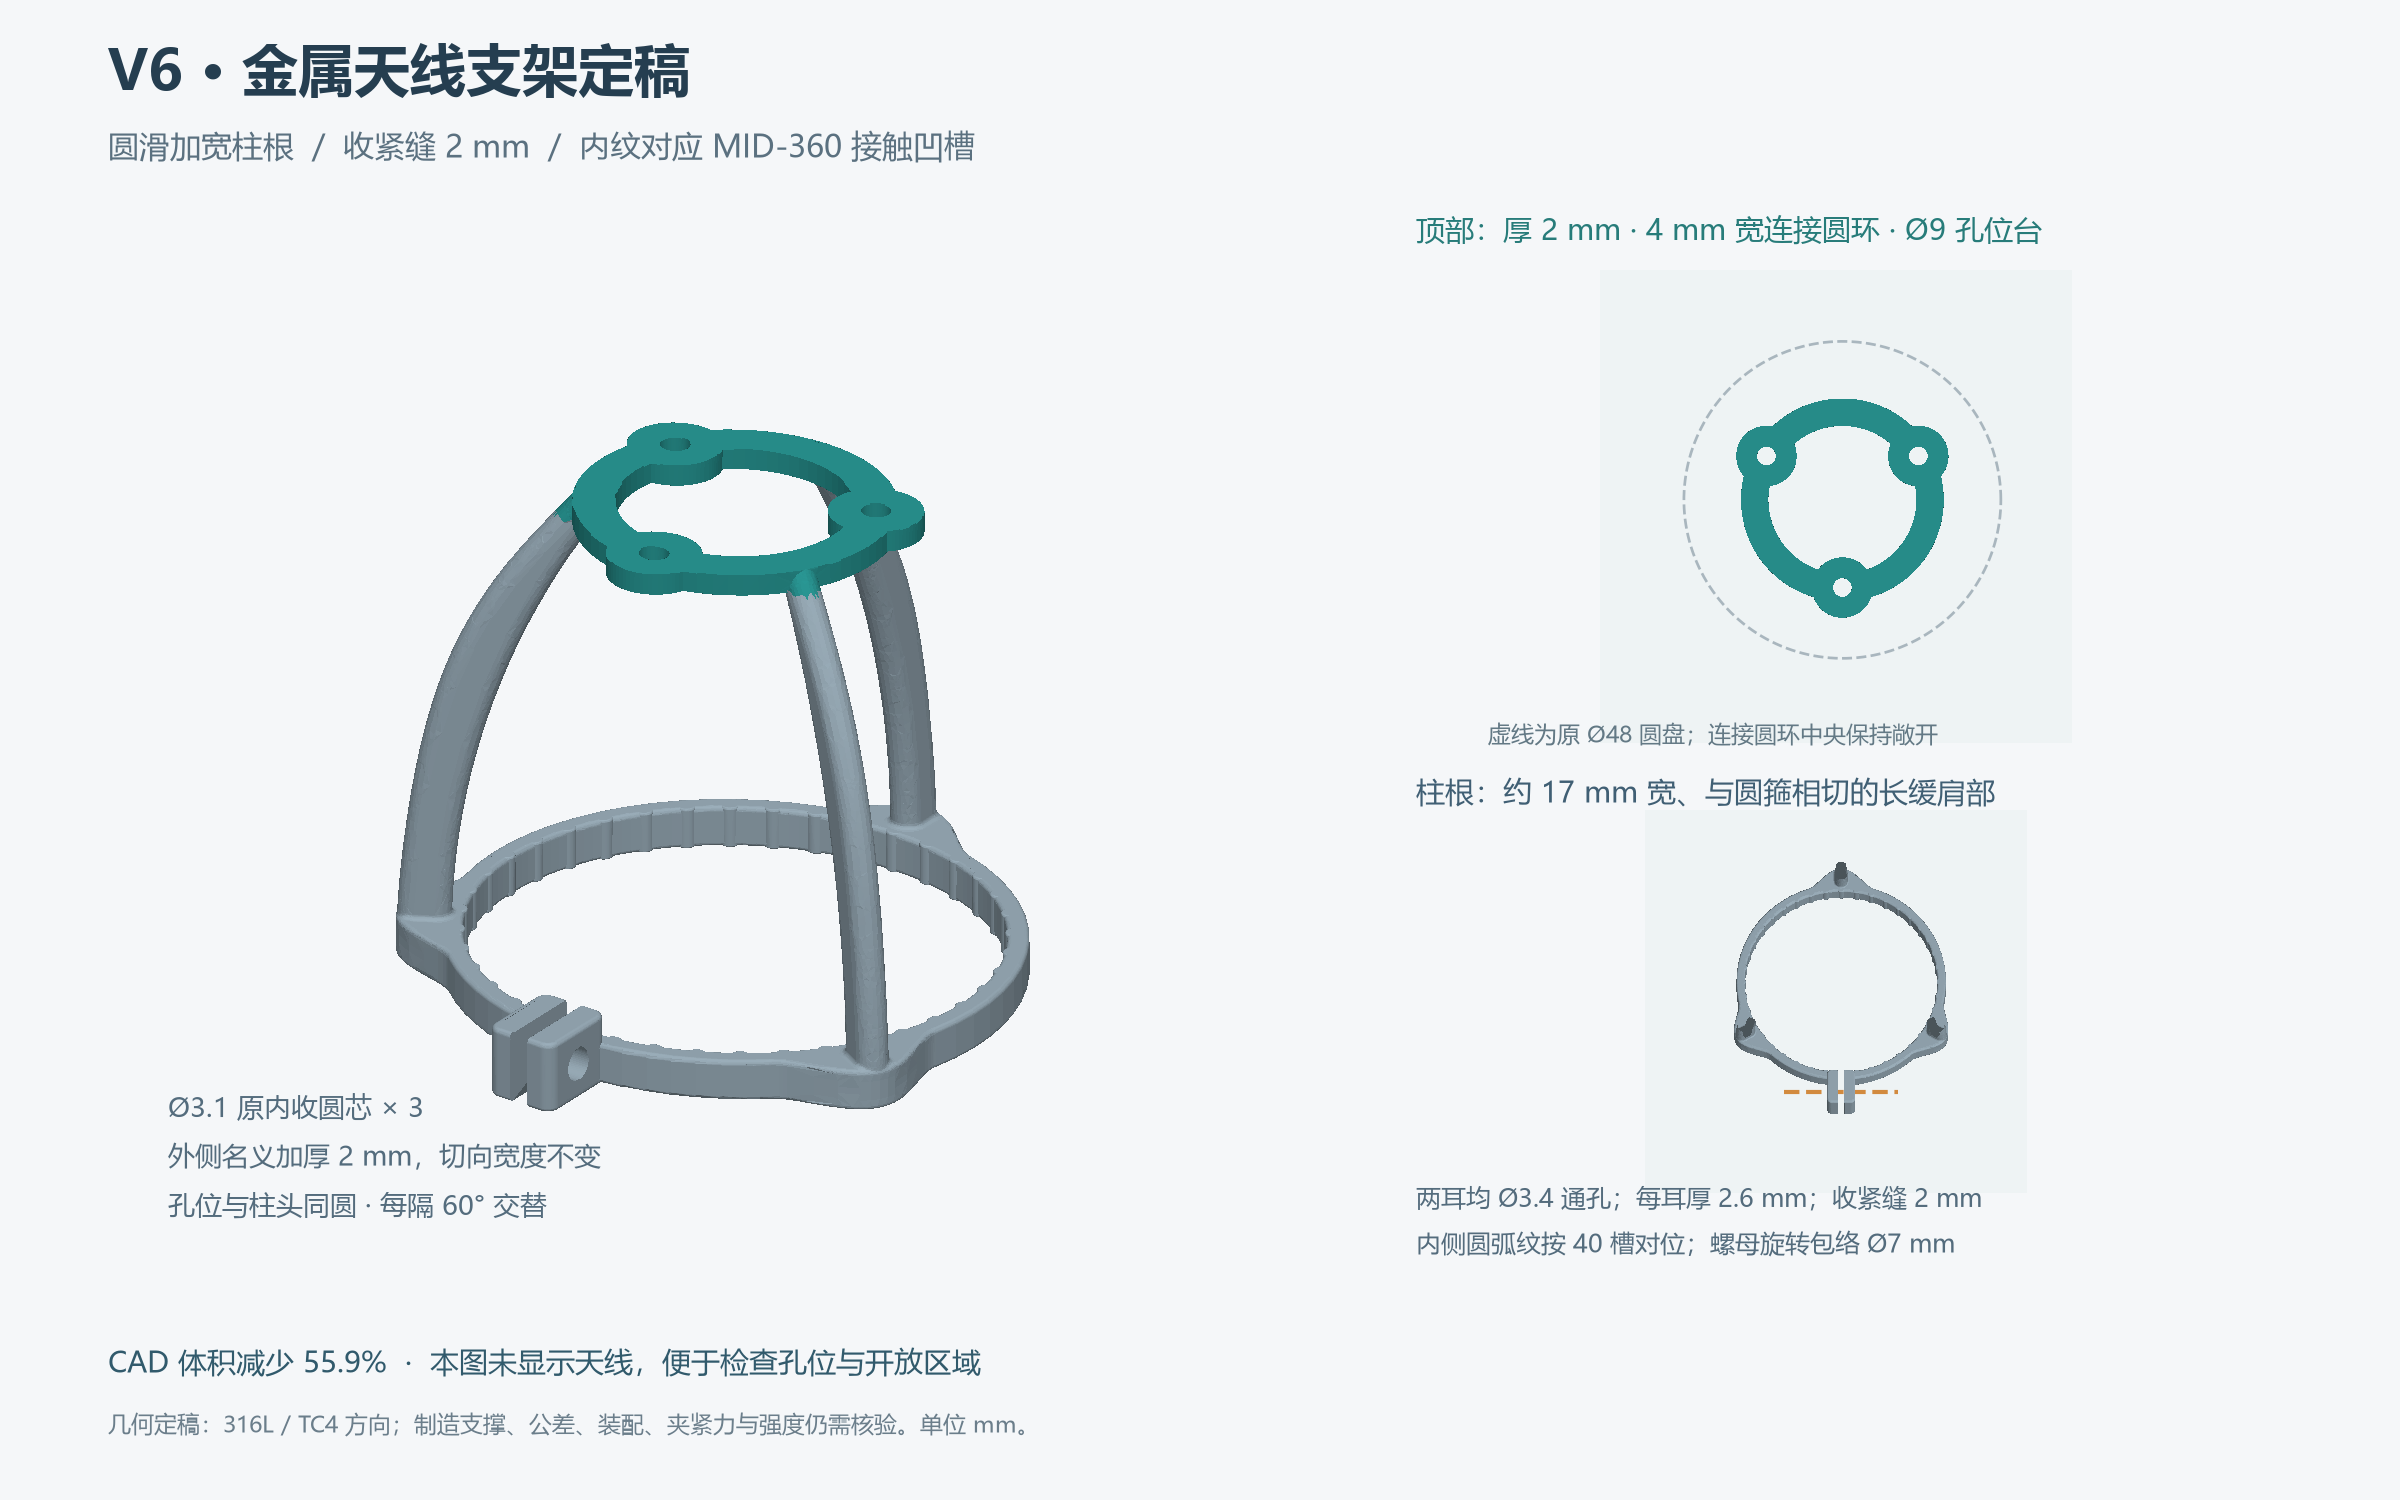 V6 • 金属天线支架定稿
圆滑加宽柱根 / 收紧缝 2 mm / 内纹对应 MID-360 接触凹槽
顶部：厚 2 mm · 4 mm 宽连接圆环 · Ø9 孔位台
虚线为原 Ø48 圆盘；连接圆环中央保持敞开
柱根：约 17 mm 宽、与圆箍相切的长缓肩部
Ø3.1 原内收圆芯 × 3
外侧名义加厚 2 mm，切向宽度不变
孔位与柱头同圆 · 每隔 60° 交替
两耳均 Ø3.4 通孔；每耳厚 2.6 mm；收紧缝 2 mm
内侧圆弧纹按 40 槽对位；螺母旋转包络 Ø7 mm
CAD 体积减少 55.9% · 本图未显示天线，便于检查孔位与开放区域
几何定稿：316L / TC4 方向；制造支撑、公差、装配、夹紧力与强度仍需核验。单位 mm。